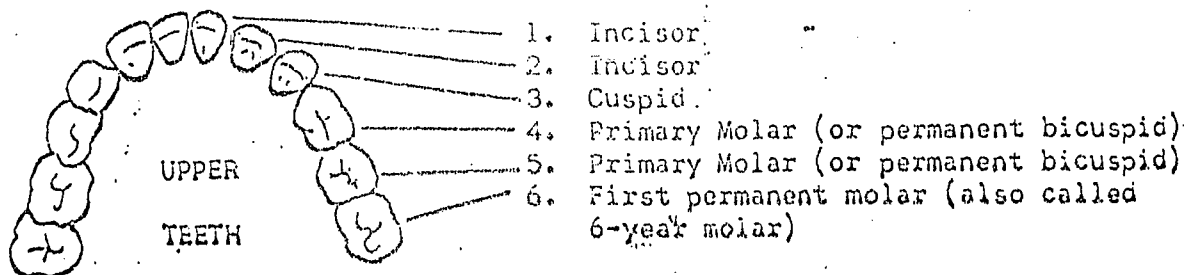 1. Incisor
2. Incisor
3. Cuspid
4. Primary Molar (or permanent bicuspid)
5. Primary Molar (or permanent bicuspid)
6. First permanent molar (also called
6-year molar)
UPPER
TEETH